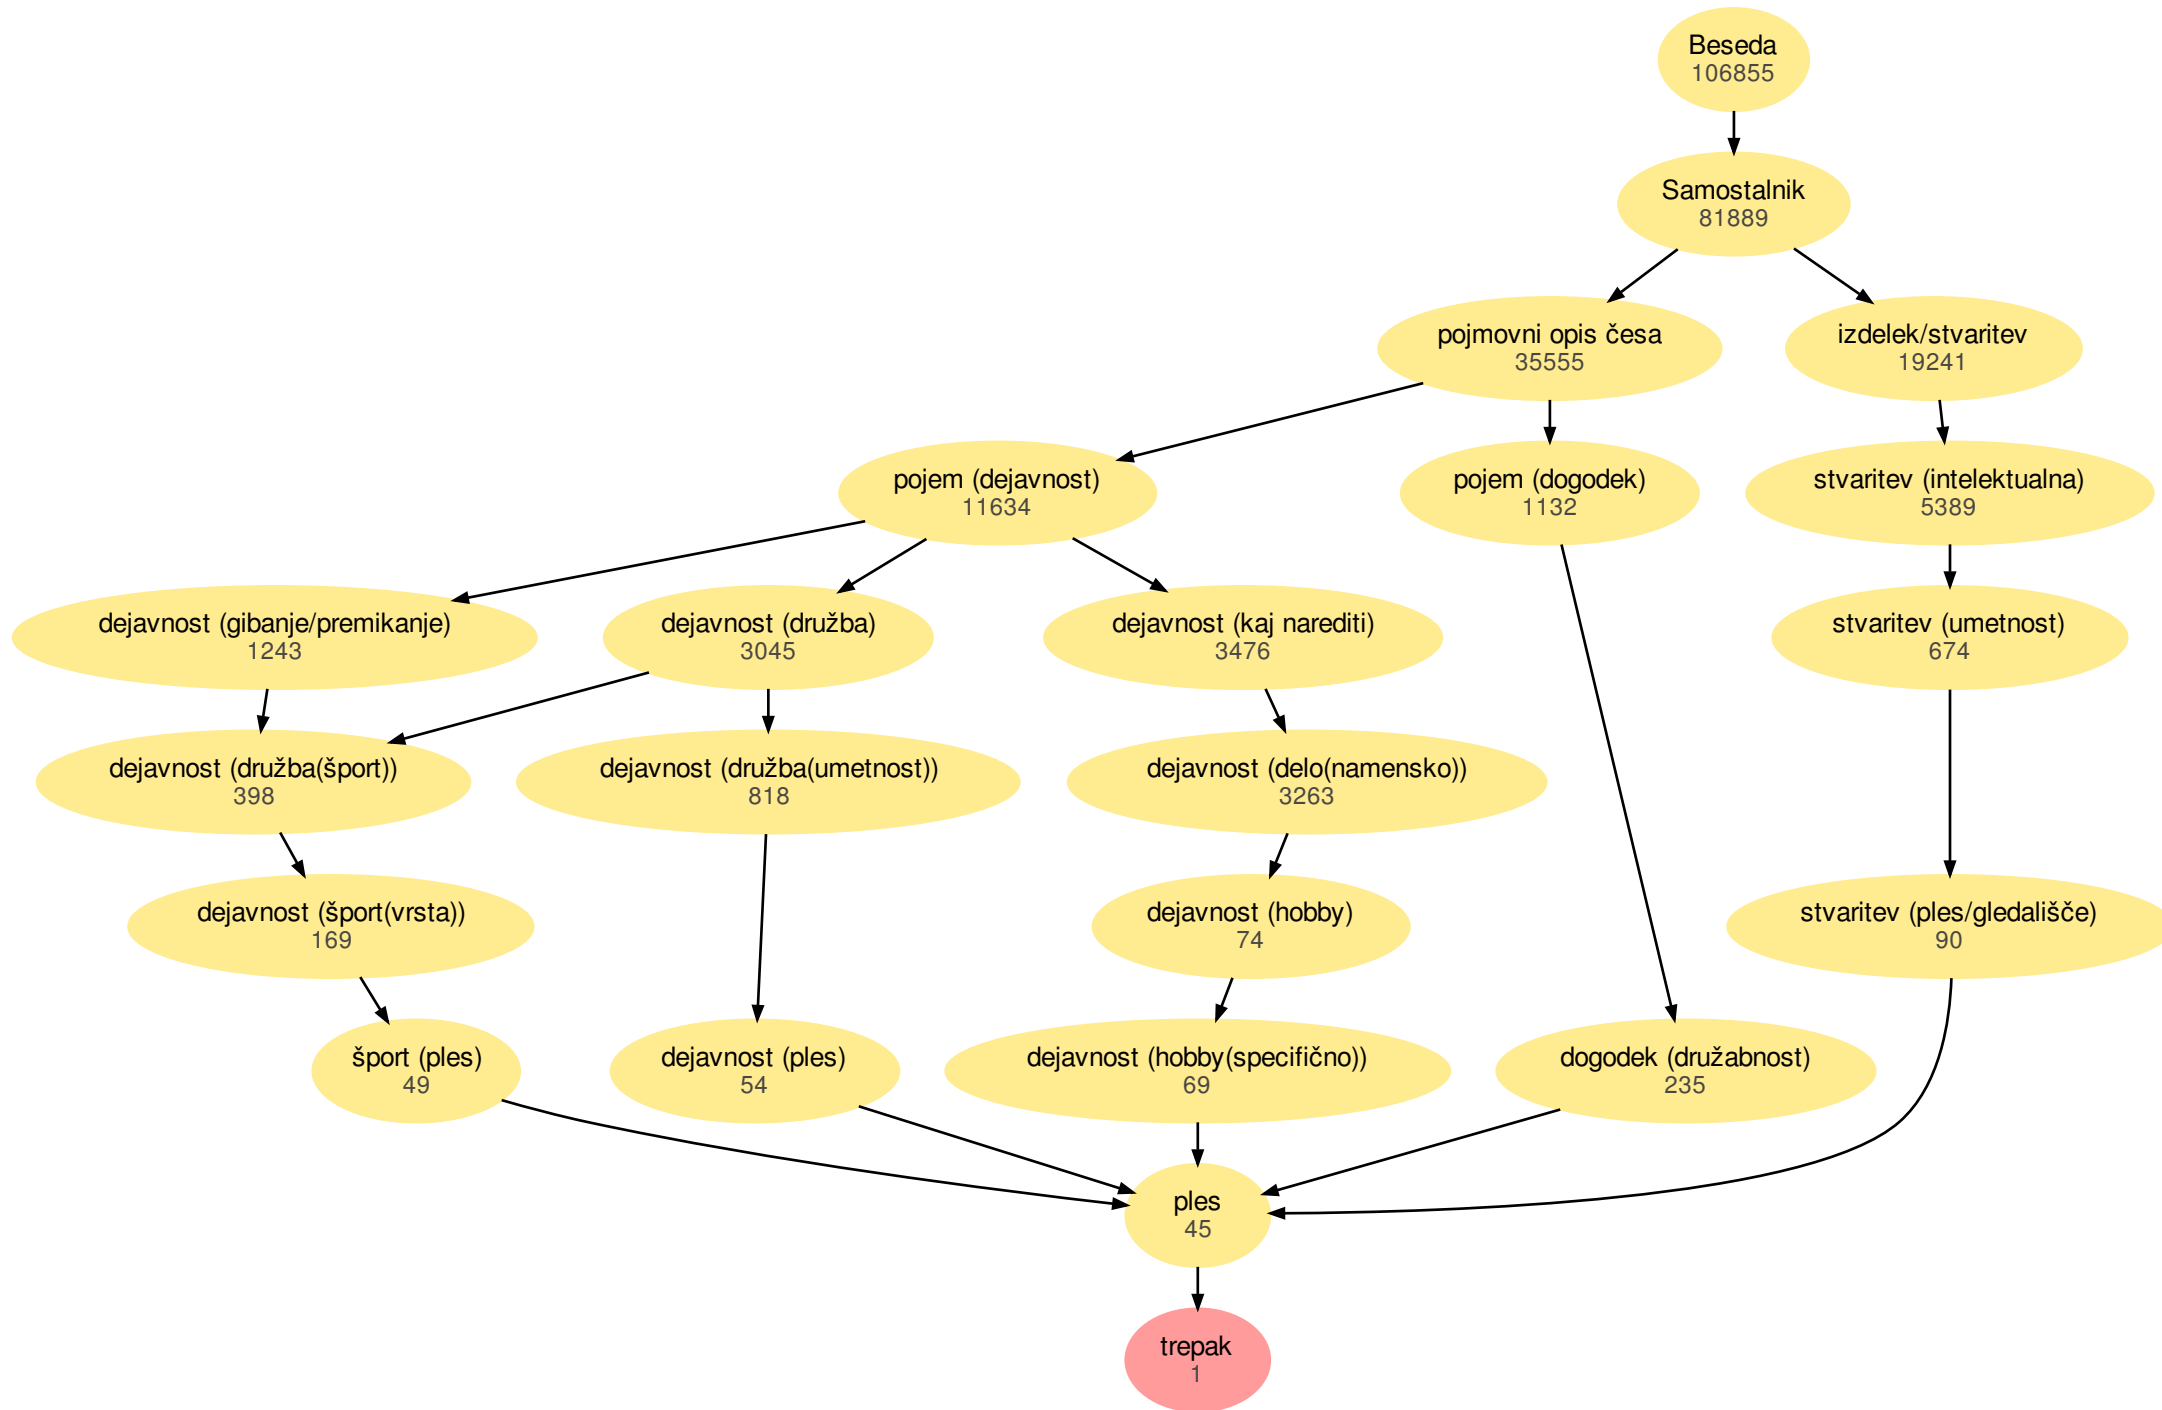 Beseda
106855
Samostalnik
81889
pojmovni opis česa
35555
izdelek/stvaritev
19241
pojem (dejavnost)
11634
pojem (dogodek)
1132
stvaritev (intelektualna)
5389
dejavnost (gibanje/premikanje)
1243
dejavnost (družba)
3045
dejavnost (kaj narediti)
3476
stvaritev (umetnost)
674
dejavnost (družba(šport))
398
dejavnost (družba(umetnost))
818
dejavnost (delo(namensko))
3263
dejavnost (šport(vrsta))
169
dejavnost (hobby)
74
stvaritev (ples/gledališče)
90
šport (ples)
49
dejavnost (ples)
54
dejavnost (hobby(specifično))
69
dogodek (družabnost)
235
ples
45
trepak
1